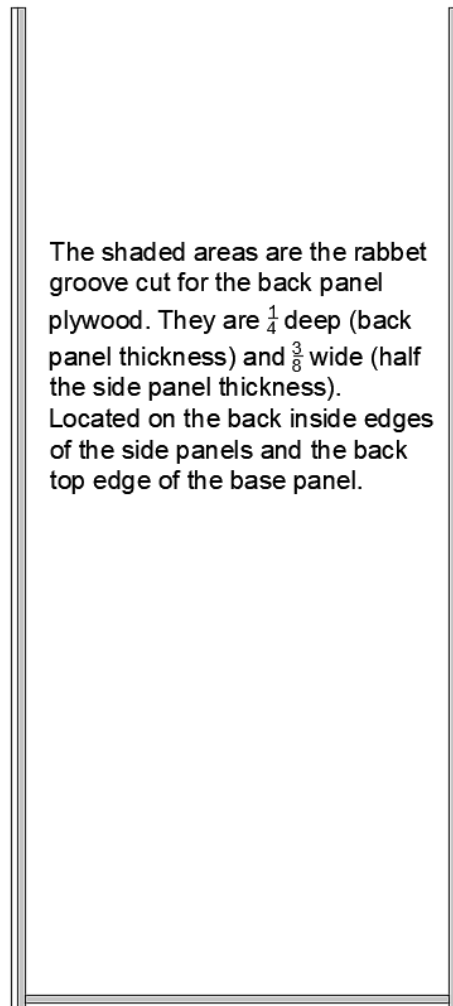 The shaded areas are the rabbet
groove cut for the back panel
plywood. They are 1/4 deep (back
panel thickness) and 3/8 wide (half
the side panel thickness).
Located on the back inside edges
of the side panels and the back
top edge of the base panel.